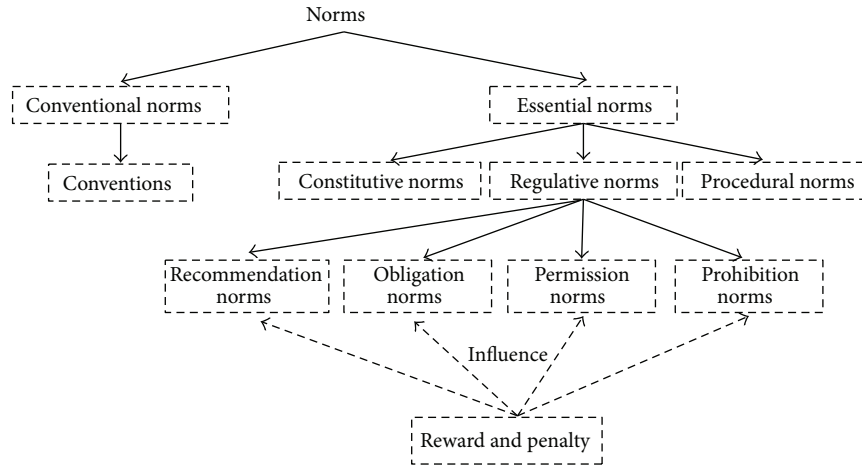 Norms
Conventional norms
Essential norms
Conventions
Constitutive norms
Regulative norms
Procedural norms
Recommendation
norms
Obligation
norms
Permission
norms
Prohibition
norms
Influence
Reward and penalty